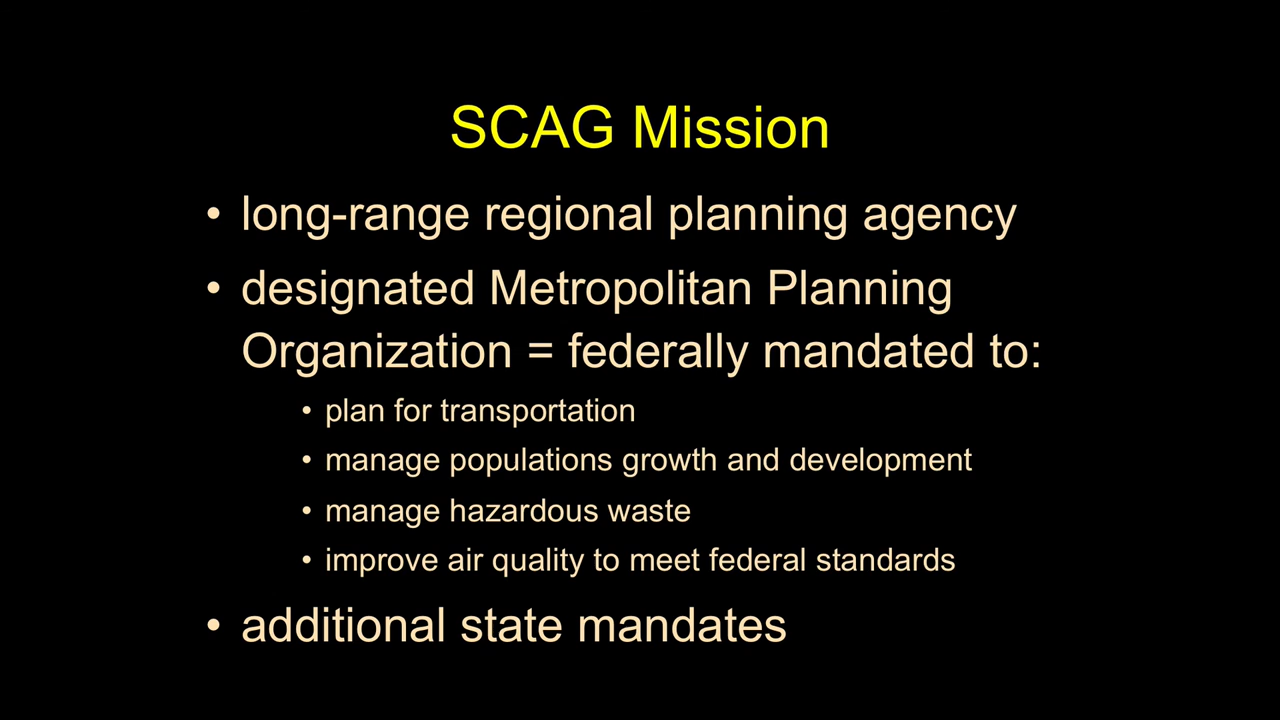 SCAG Mission
• long-range regional planning agency
• designated Metropolitan Planning
Organization = federally mandated to:
• plan for transportation
• manage populations growth and development
• manage hazardous waste
• improve air quality to meet federal standards
• additional state mandates